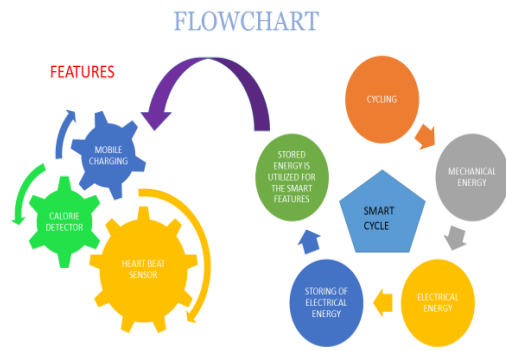 FLOWCHART
FEATURES
MOBILE
CHARGING
CALORIE
DETECTOR
HEART BEAT
SENSOR
CYCLING
MECHANICAL
ENERGY
ELECTRICAL
ENERGY
STORING OF
ELECTRICAL
ENERGY
STORED
ENERGY IS
UTILIZED FOR
THE SMART
FEATURES
SMART
CYCLE